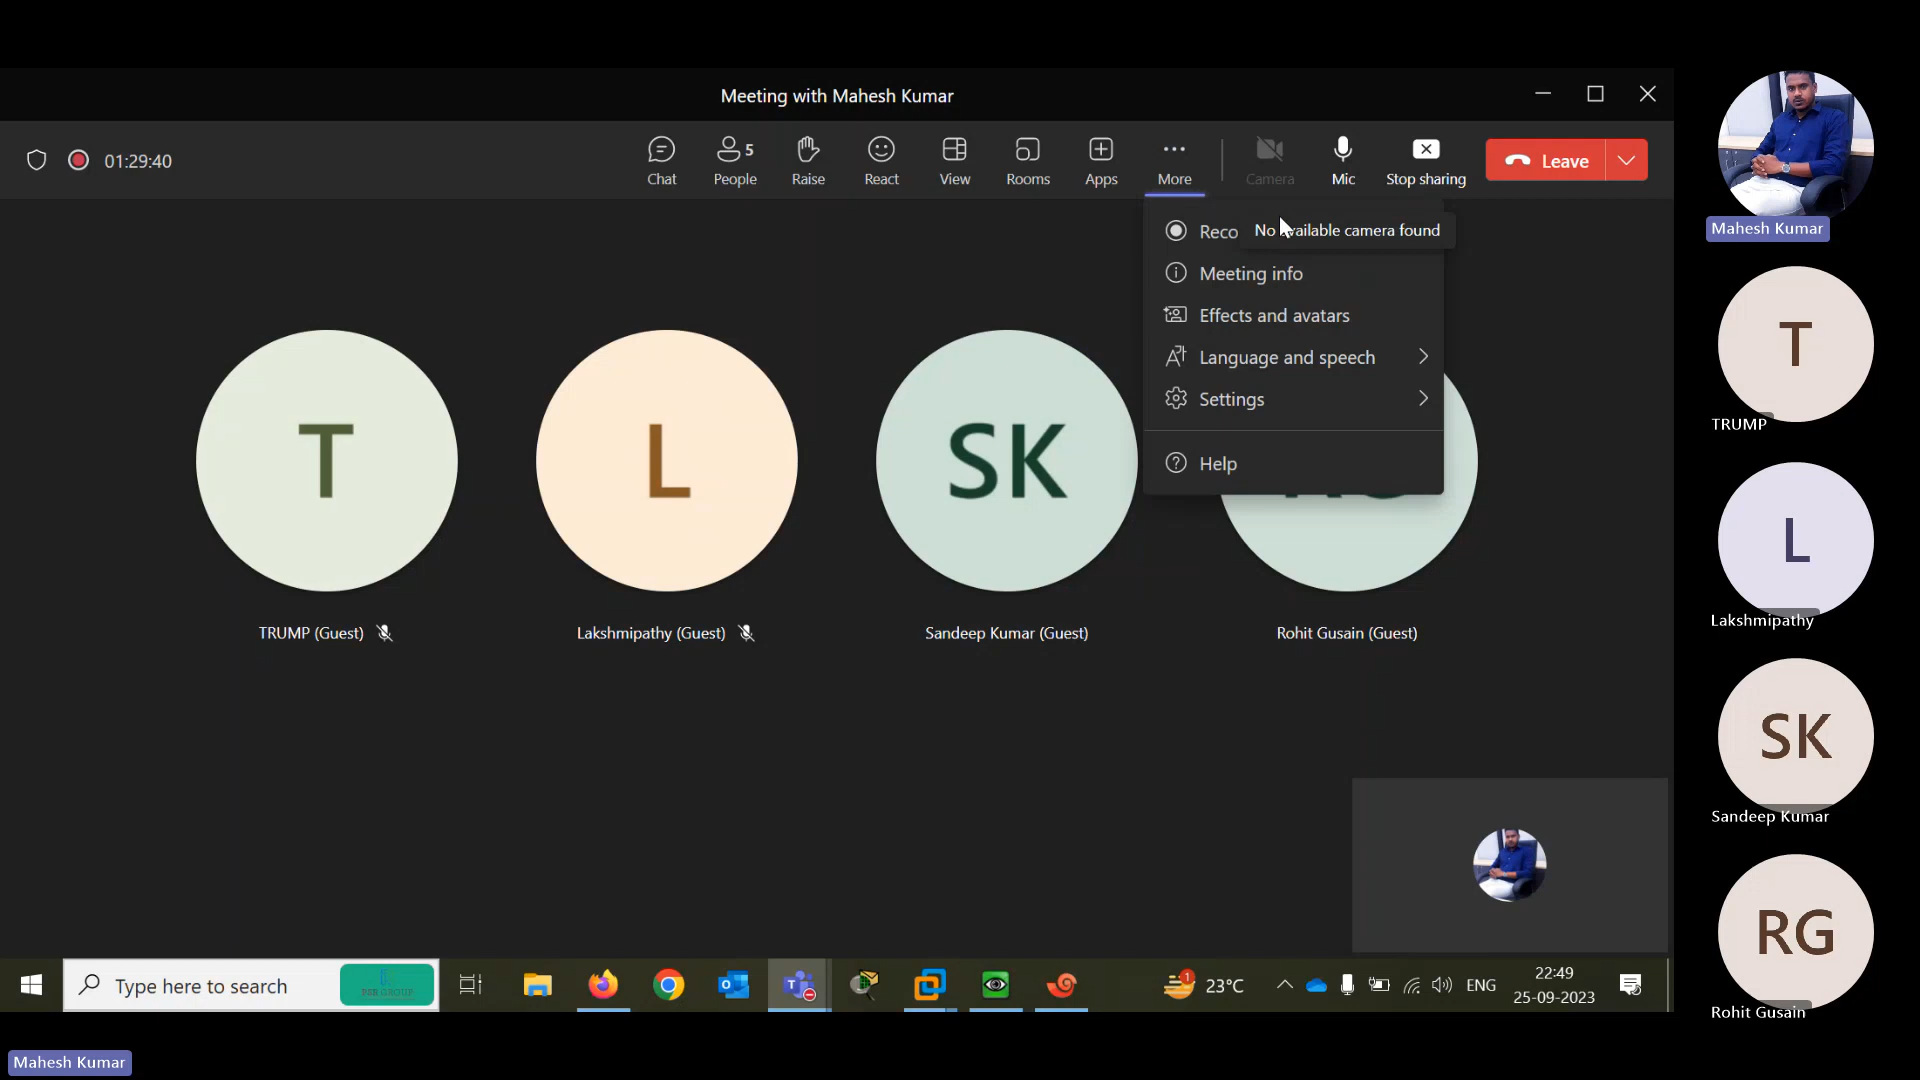 Meeting with Mahesh Kumar
01:29:40
Chat
People 5
Raise
React
View
Rooms
Apps
More
Camera
Mic
Stop sharing
Leave
Reco
No available camera found
Meeting info
Effects and avatars
Language and speech
Settings
Help
T
L
SK
TRUMP (Guest)
Lakshmipathy (Guest)
Sandeep Kumar (Guest)
Rohit Gusain (Guest)
Mahesh Kumar
T
TRUMP
L
Lakshmipathy
SK
Sandeep Kumar
RG
Rohit Gusain
Type here to search
1
23°C
ENG
22:49
25-09-2023
Mahesh Kumar